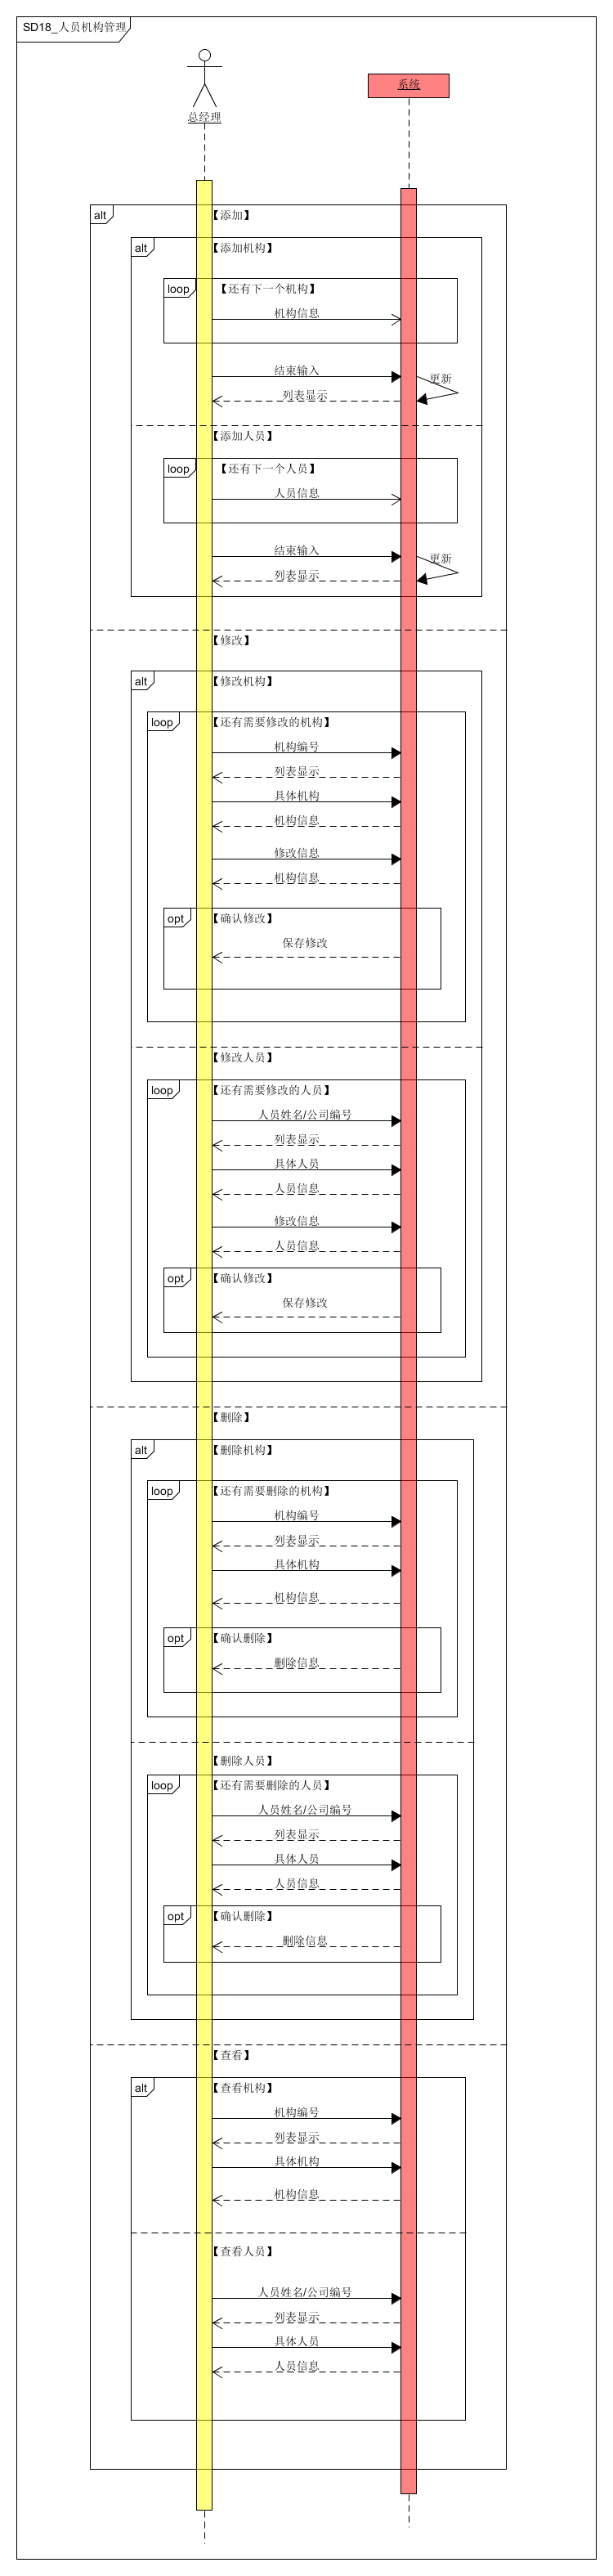 SD18_人员机构管理
总经理
系统
alt
【添加】
alt
【添加机构】
loop
【还有下一个机构】
机构信息
结束输入
更新
列表显示
【添加人员】
loop
【还有下一个人员】
人员信息
结束输入
更新
列表显示
【修改】
alt
【修改机构】
loop
【还有需要修改的机构】
机构编号
列表显示
具体机构
机构信息
修改信息
机构信息
opt
【确认修改】
保存修改
【修改人员】
loop
【还有需要修改的人员】
人员姓名/公司编号
列表显示
具体人员
人员信息
修改信息
人员信息
opt
【确认修改】
保存修改
【删除】
alt
【删除机构】
loop
【还有需要删除的机构】
机构编号
列表显示
具体机构
机构信息
opt
【确认删除】
删除信息
【删除人员】
loop
【还有需要删除的人员】
人员姓名/公司编号
列表显示
具体人员
人员信息
opt
【确认删除】
删除信息
【查看】
alt
【查看机构】
机构编号
列表显示
具体机构
机构信息
【查看人员】
人员姓名/公司编号
列表显示
具体人员
人员信息